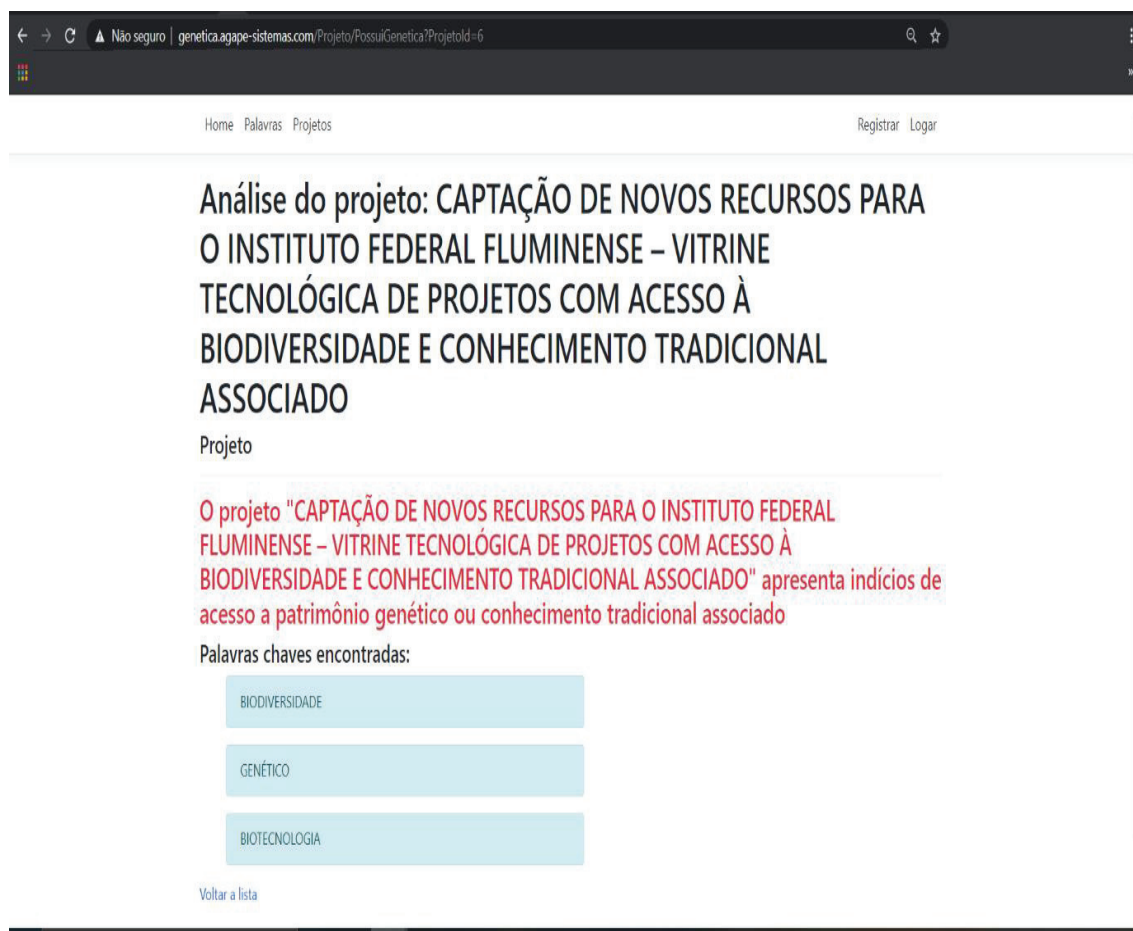 Não seguro | genetica.agape-sistemas.com/Projeto/PossuiGenetica?ProjetoId=6
Home Palavras Projetos Registrar Logar
Análise do projeto: CAPTAÇÃO DE NOVOS RECURSOS PARA
O INSTITUTO FEDERAL FLUMINENSE – VITRINE
TECNOLÓGICA DE PROJETOS COM ACESSO À
BIODIVERSIDADE E CONHECIMENTO TRADICIONAL
ASSOCIADO
Projeto
O projeto "CAPTAÇÃO DE NOVOS RECURSOS PARA O INSTITUTO FEDERAL
FLUMINENSE – VITRINE TECNOLÓGICA DE PROJETOS COM ACESSO À
BIODIVERSIDADE E CONHECIMENTO TRADICIONAL ASSOCIADO" apresenta indícios de
acesso a patrimônio genético ou conhecimento tradicional associado
Palavras chaves encontradas:
BIODIVERSIDADE
GENÉTICO
BIOTECNOLOGIA
Voltar a lista